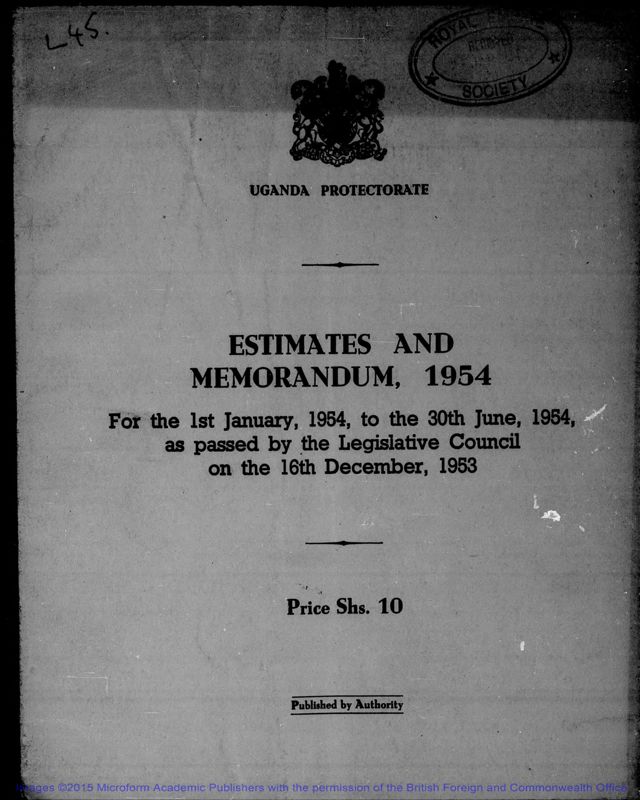 L45.
ROYAL
RECEIVED
SOCIETY
UGANDA PROTECTORATE
ESTIMATES AND
MEMORANDUM, 1954
For the 1st January, 1954, to the 30th June, 1954,
as passed by the Legislative Council
on the 16th December, 1953
Price Shs. 10
Published by Authority
Images ©2015 Microform Academic Publishers with the permission of the British Foreign and Commonwealth Office